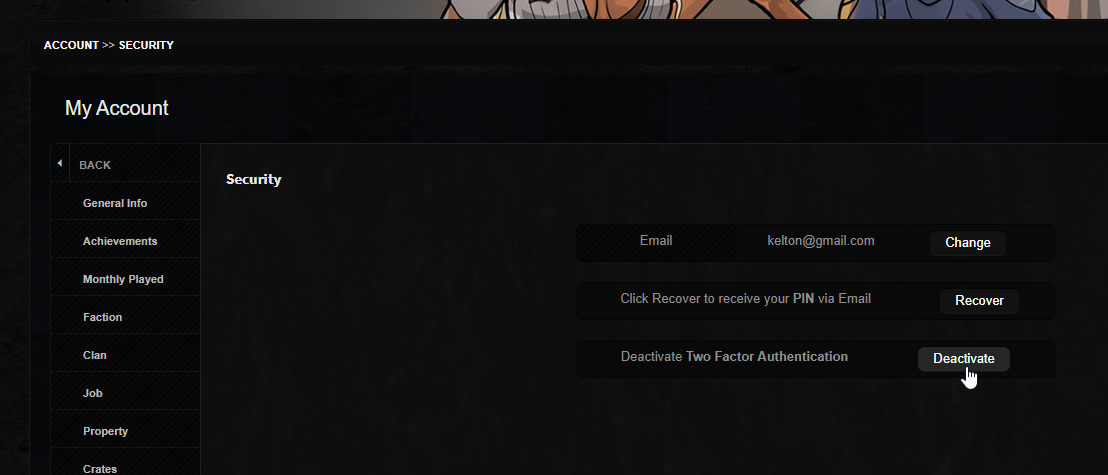 ACCOUNT >> SECURITY
My Account
BACK
General Info
Achievements
Monthly Played
Faction
Clan
Job
Property
Crates
Security
Email kelton@gmail.com Change
Click Recover to receive your PIN via Email Recover
Deactivate Two Factor Authentication Deactivate